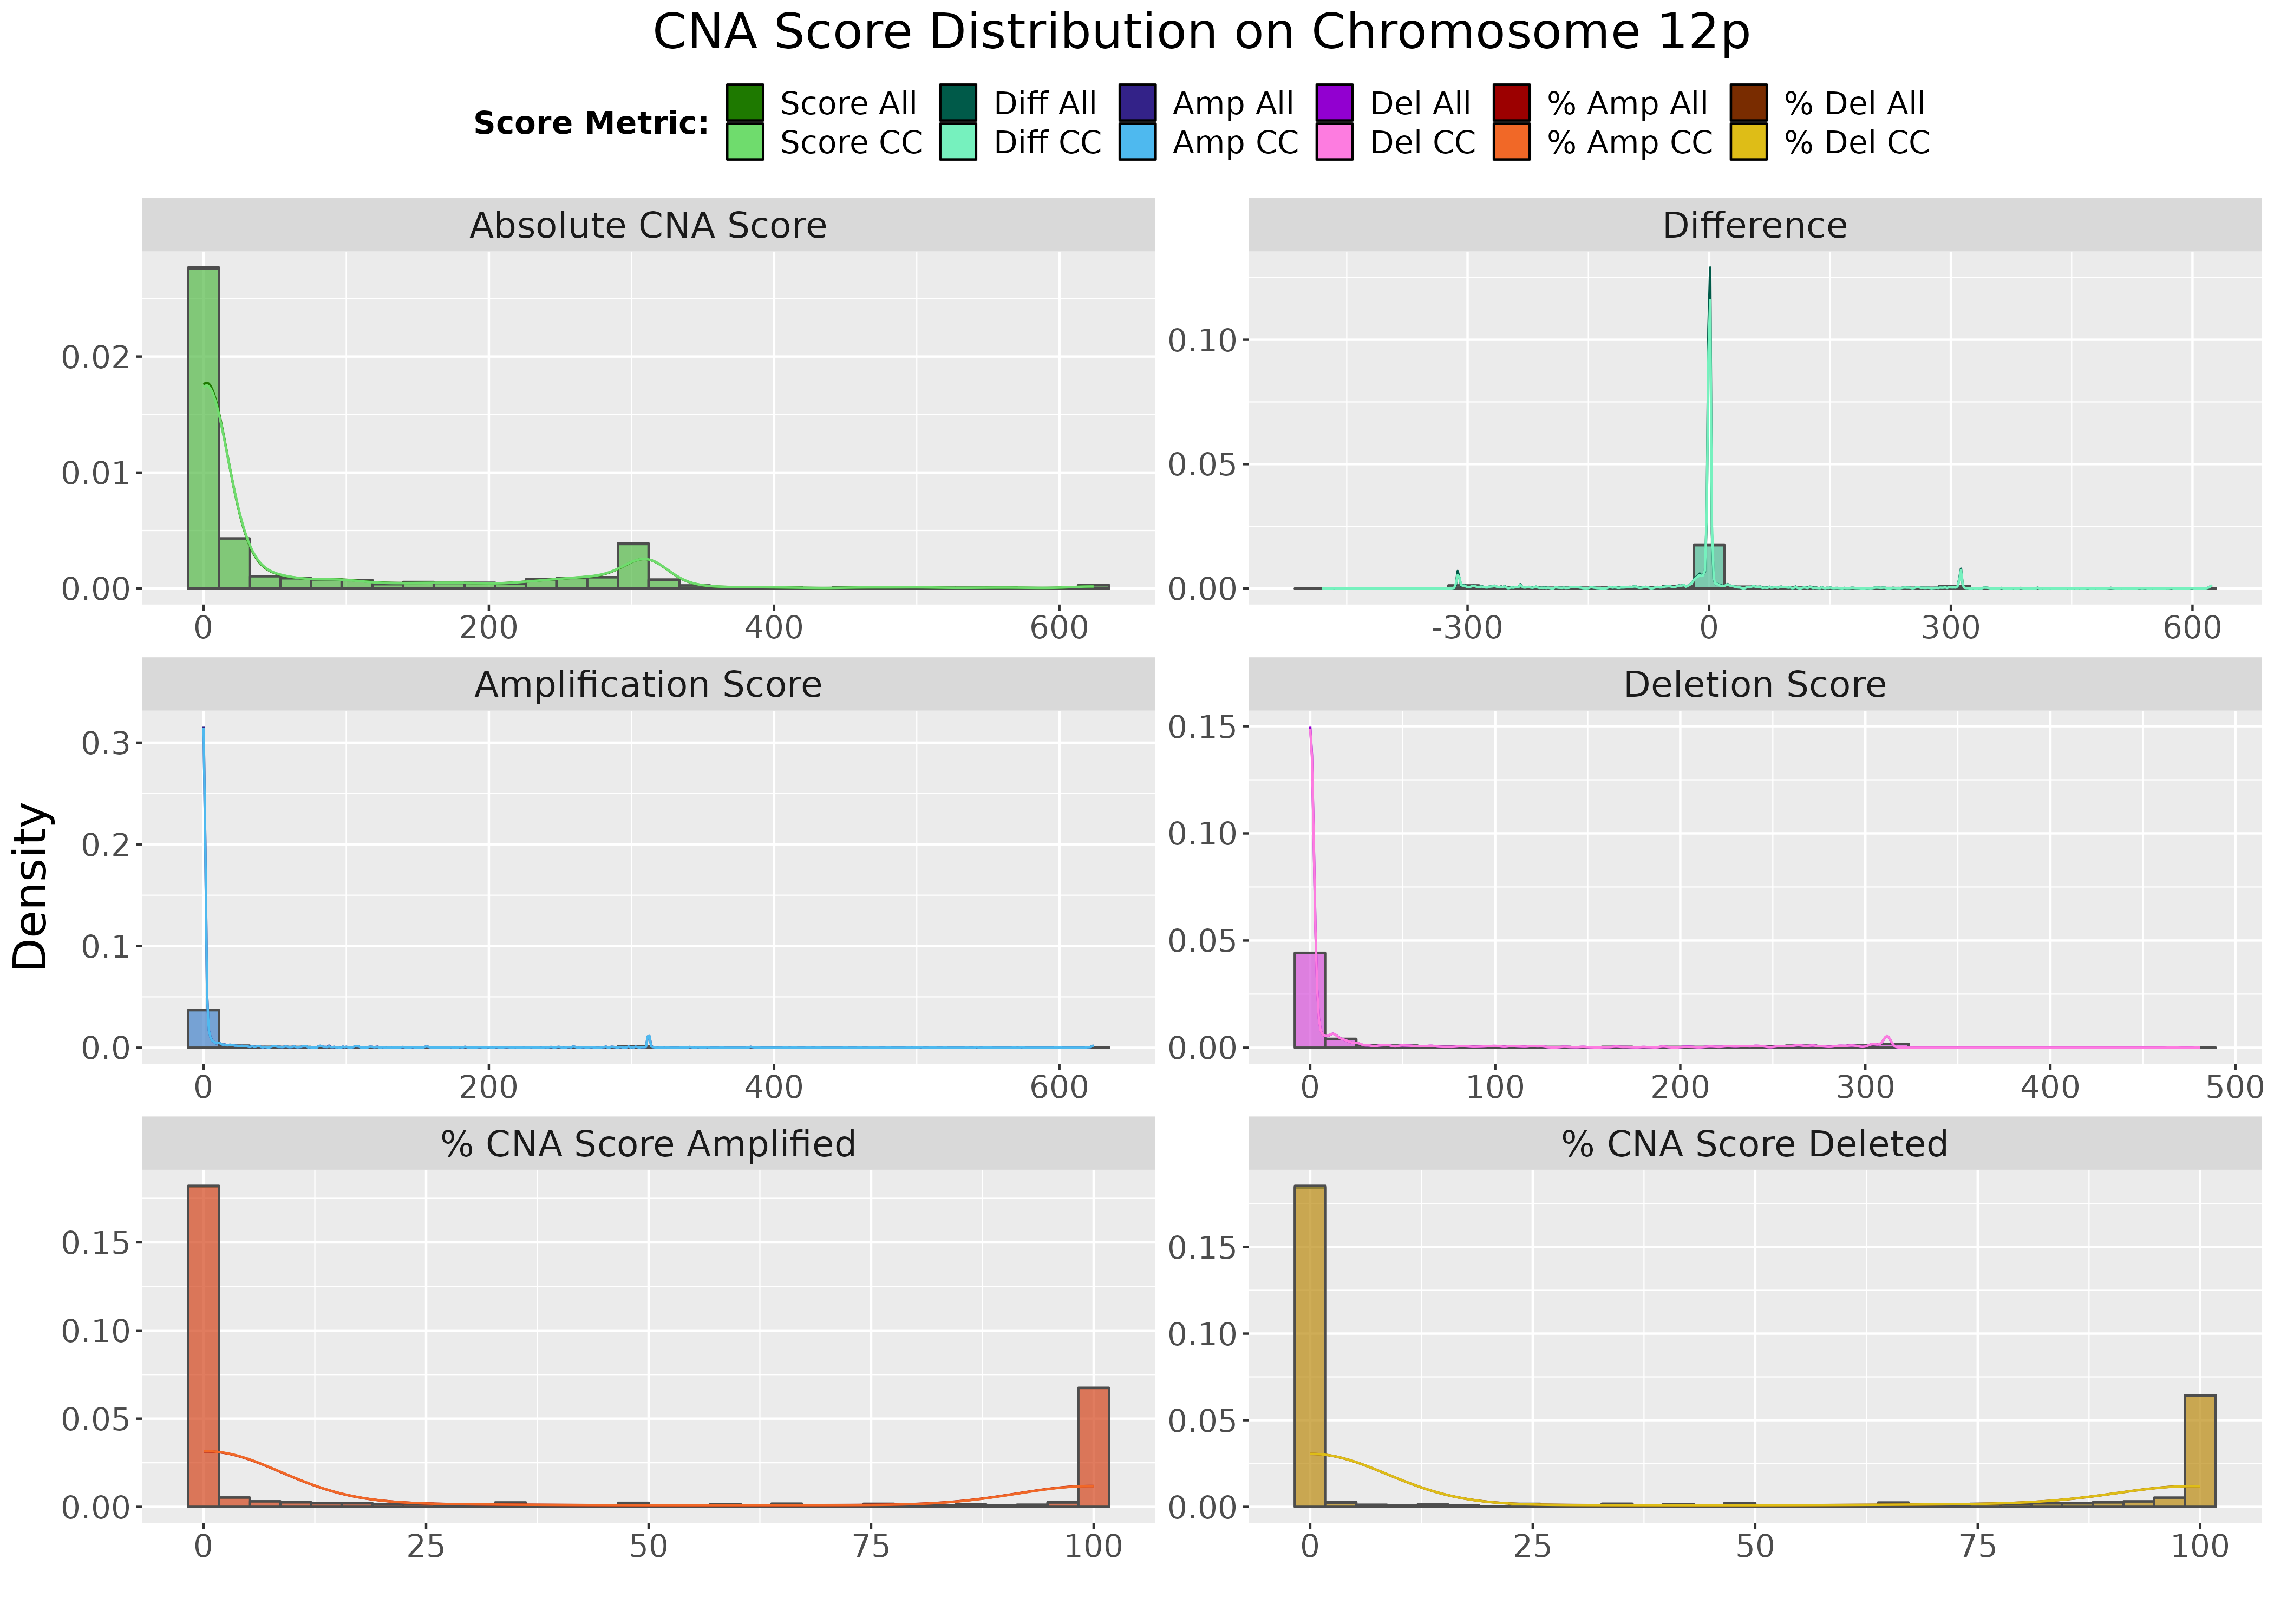 CNA Score Distribution on Chromosome 12p
Score Metric:
Score All Diff All Amp All Del All % Amp All % Del All
Score CC Diff CC Amp CC Del CC % Amp CC % Del CC
Absolute CNA Score
0.02
0.01
0.00
0 200 400 600
Difference
0.10
0.05
0.00
-300 0 300 600
Density
Amplification Score
0.3
0.2
0.1
0.0
0 200 400 600
Deletion Score
0.15
0.10
0.05
0.00
0 100 200 300 400 500
% CNA Score Amplified
0.15
0.10
0.05
0.00
0 25 50 75 100
% CNA Score Deleted
0.15
0.10
0.05
0.00
0 25 50 75 100